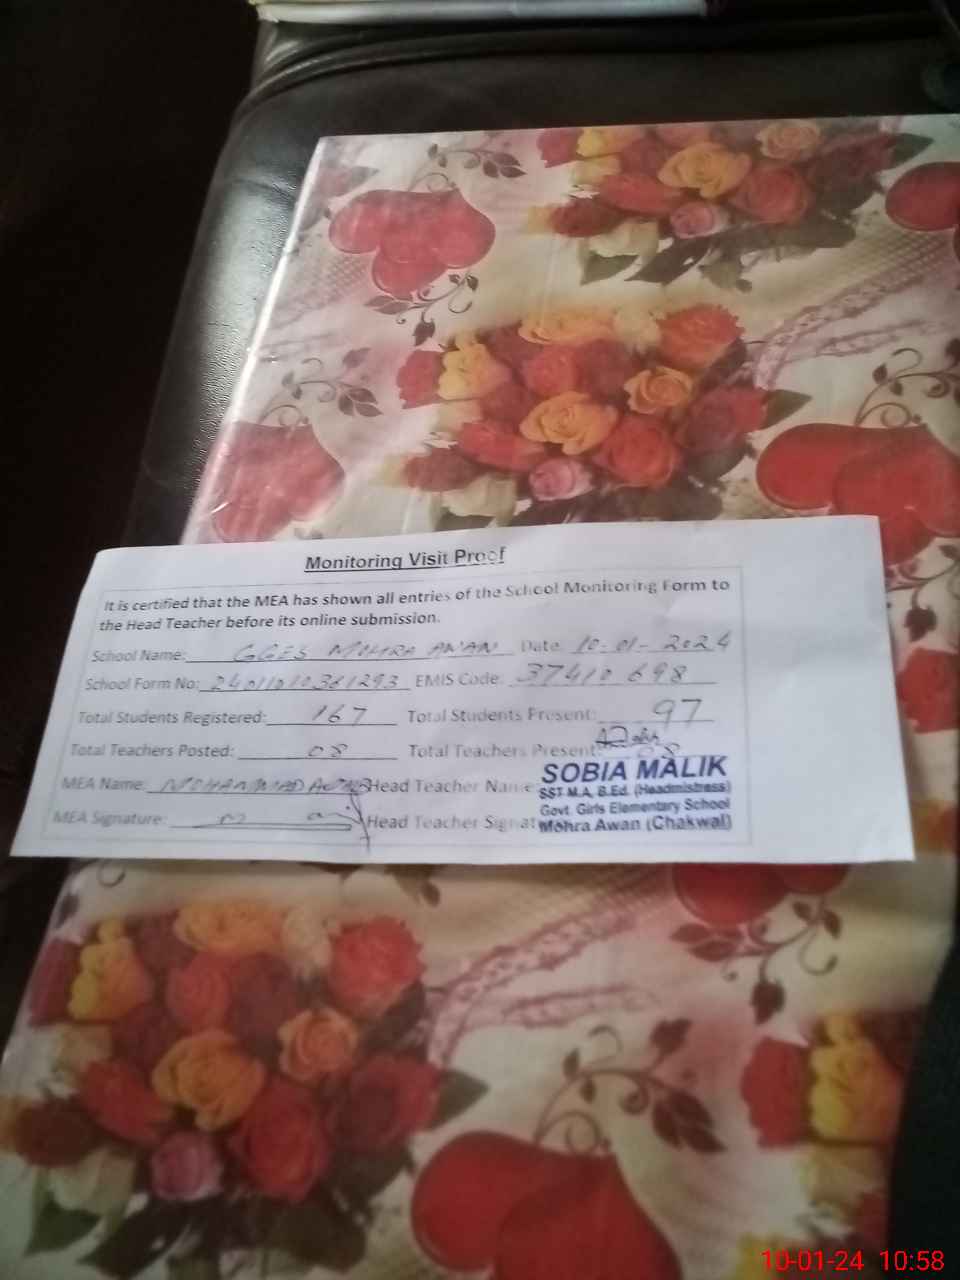 Monitoring Visit Proof
It is certified that the MEA has shown all entries of the School Monitoring Form to
the Head Teacher before its online submission.
School Name: GGES MOHRA AWAN Date: 10-01-2024
School Form No: EMIS Code: 37410698
Total Students Registered: 167 Total Students Present: 97
Total Teachers Posted: 08 Total Teachers Present: 08
MEA Name: MOHAMMAD Head Teacher Name
SOBIA MALIK
SST M.A, B.Ed. (Headmistress)
Govt. Girls Elementary School
Mohra Awan (Chakwal)
MEA Signature: Head Teacher Signat
10-01-24 10:58